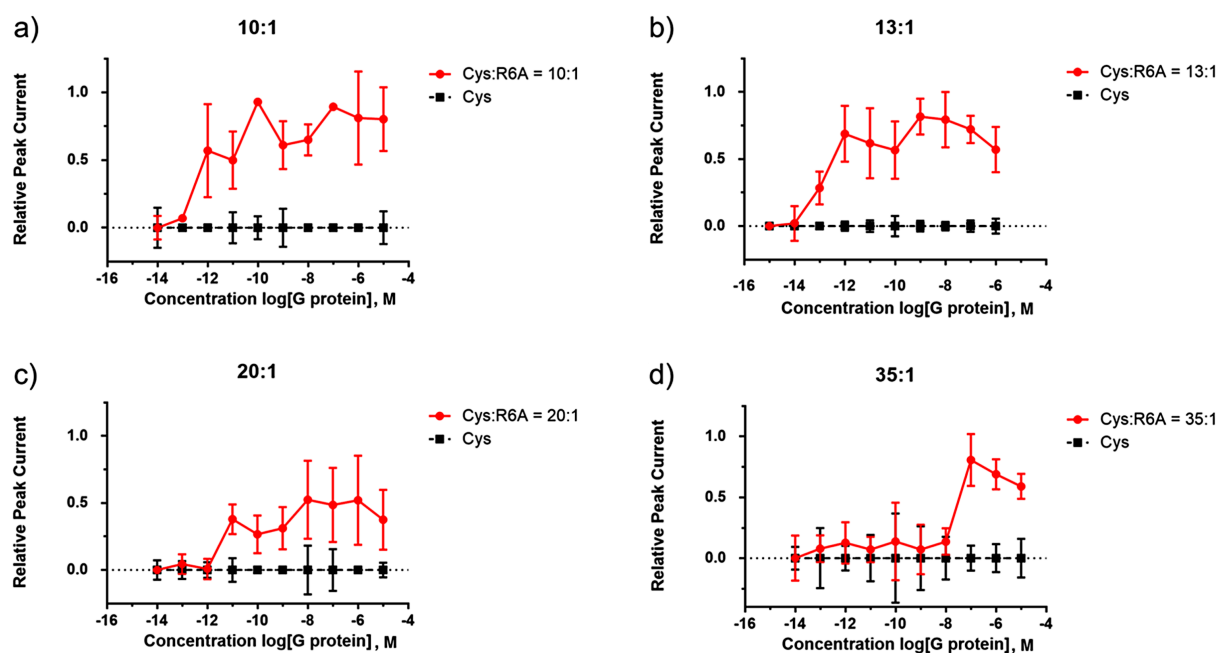 a)
10:1
Relative Peak Current
1.0
0.5
0.0
-16 -14 -12 -10 -8 -6 -4
Concentration log[G protein], M
Cys:R6A = 10:1
Cys
b)
13:1
Relative Peak Current
1.0
0.5
0.0
-16 -14 -12 -10 -8 -6 -4
Concentration log[G protein], M
Cys:R6A = 13:1
Cys
c)
20:1
Relative Peak Current
1.0
0.5
0.0
-16 -14 -12 -10 -8 -6 -4
Concentration log[G protein], M
Cys:R6A = 20:1
Cys
d)
35:1
Relative Peak Current
1.0
0.5
0.0
-16 -14 -12 -10 -8 -6 -4
Concentration log[G protein], M
Cys:R6A = 35:1
Cys